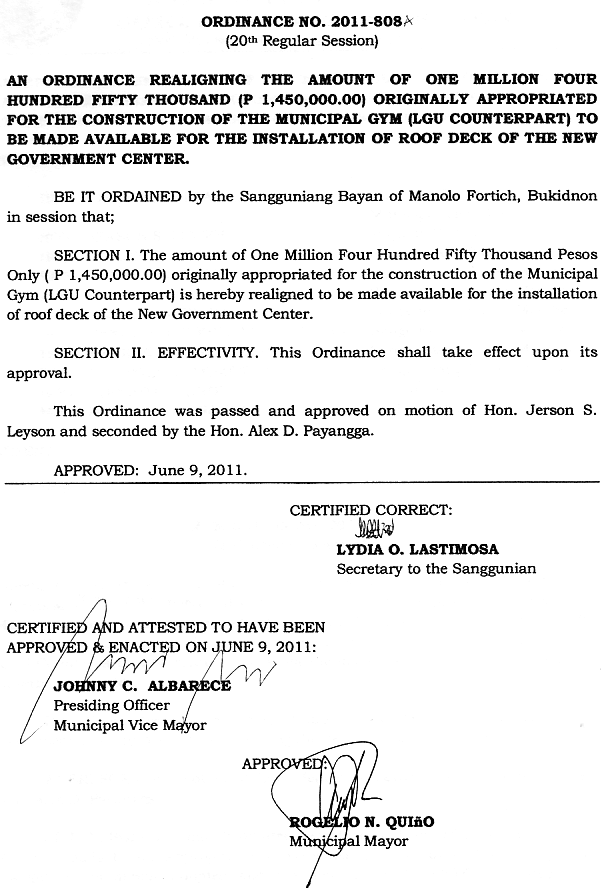 ORDINANCE NO. 2011-808A
(20th Regular Session)
AN ORDINANCE REALIGNING THE AMOUNT OF ONE MILLION FOUR
HUNDRED FIFTY THOUSAND (P 1,450,000.00) ORIGINALLY APPROPRIATED
FOR THE CONSTRUCTION OF THE MUNICIPAL GYM (LGU COUNTERPART) TO
BE MADE AVAILABLE FOR THE INSTALLATION OF ROOF DECK OF THE NEW
GOVERNMENT CENTER.
BE IT ORDAINED by the Sangguniang Bayan of Manolo Fortich, Bukidnon
in session that;
SECTION I. The amount of One Million Four Hundred Fifty Thousand Pesos
Only ( P 1,450,000.00) originally appropriated for the construction of the Municipal
Gym (LGU Counterpart) is hereby realigned to be made available for the installation
of roof deck of the New Government Center.
SECTION II. EFFECTIVITY. This Ordinance shall take effect upon its
approval.
This Ordinance was passed and approved on motion of Hon. Jerson S.
Leyson and seconded by the Hon. Alex D. Payangga.
APPROVED: June 9, 2011.
CERTIFIED CORRECT:
LYDIA O. LASTIMOSA
Secretary to the Sanggunian
CERTIFIED AND ATTESTED TO HAVE BEEN
APPROVED & ENACTED ON JUNE 9, 2011:
JOHNNY C. ALBARECE
Presiding Officer
Municipal Vice Mayor
APPROVED:
ROGELIO N. QUIñO
Municipal Mayor